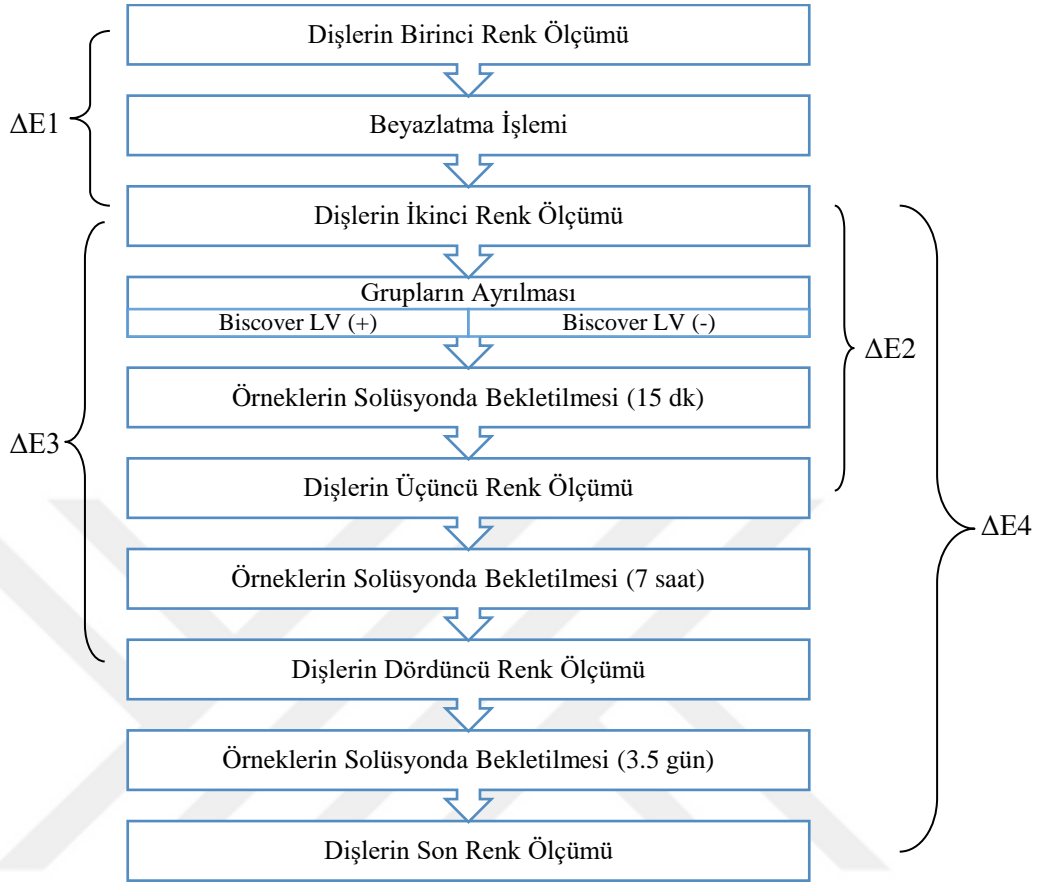 Dişlerin Birinci Renk Ölçümü
ΔE1
Beyazlatma İşlemi
Dişlerin İkinci Renk Ölçümü
Grupların Ayrılması
Biscover LV (+) Biscover LV (-)
ΔE2
Örneklerin Solüsyonda Bekletilmesi (15 dk)
ΔE3
Dişlerin Üçüncü Renk Ölçümü
ΔE4
Örneklerin Solüsyonda Bekletilmesi (7 saat)
Dişlerin Dördüncü Renk Ölçümü
Örneklerin Solüsyonda Bekletilmesi (3.5 gün)
Dişlerin Son Renk Ölçümü